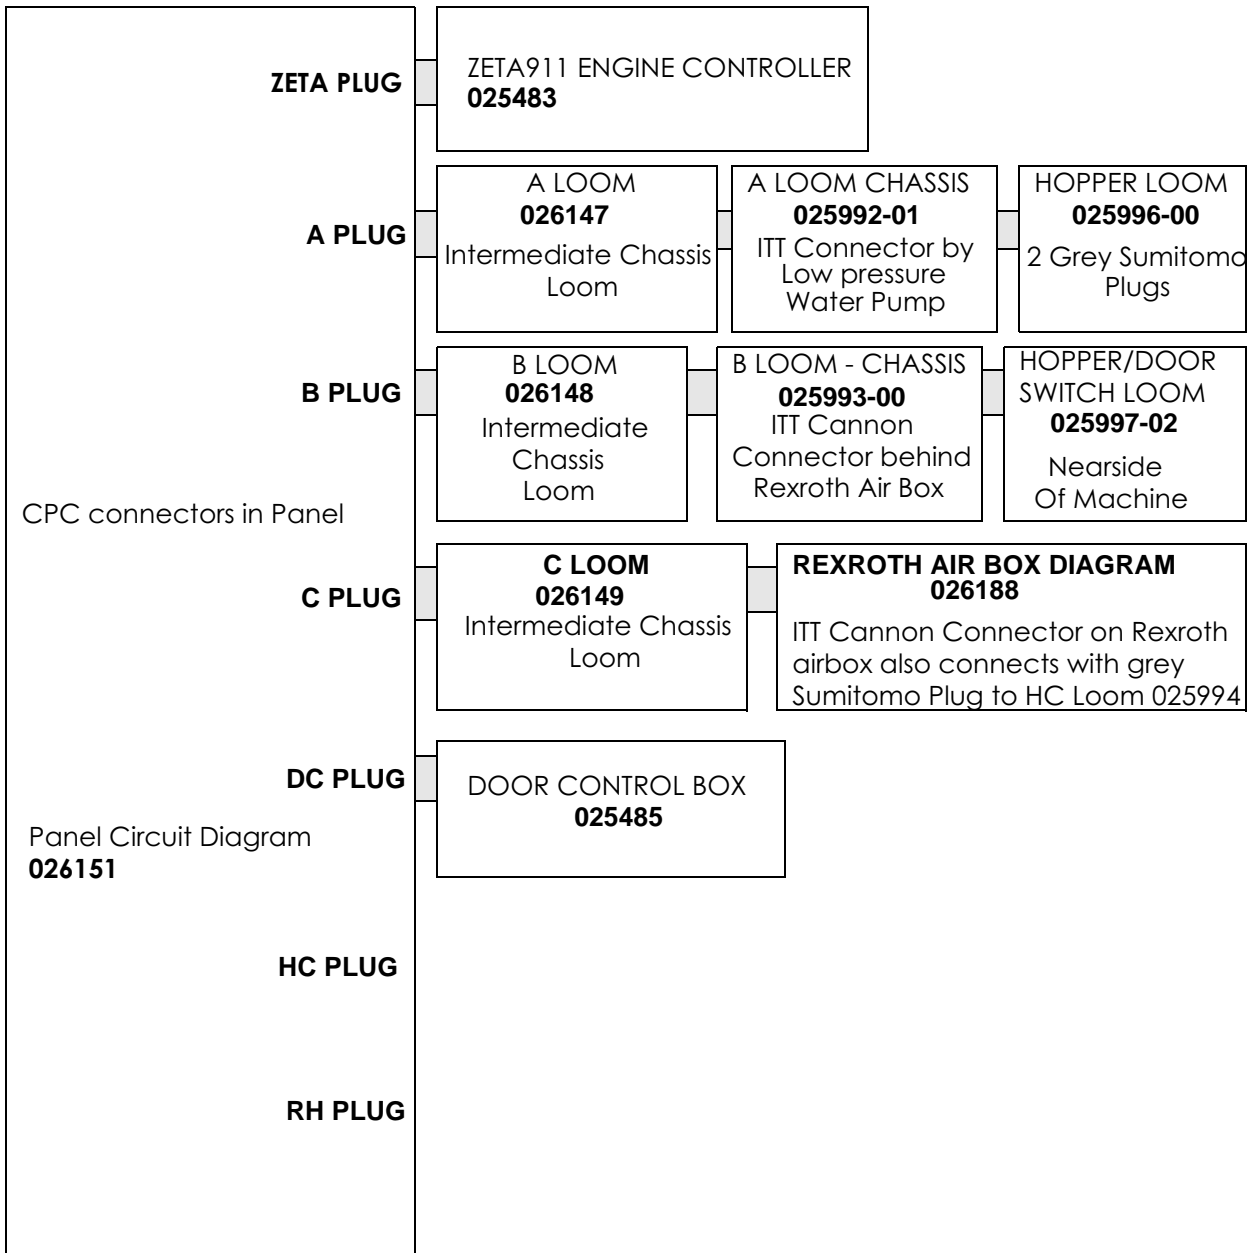 ZETA PLUG
ZETA911 ENGINE CONTROLLER
025483
A PLUG
A LOOM
026147
Intermediate Chassis
Loom
A LOOM CHASSIS
025992-01
ITT Connector by
Low pressure
Water Pump
HOPPER LOOM
025996-00
2 Grey Sumitomo
Plugs
B PLUG
B LOOM
026148
Intermediate
Chassis
Loom
B LOOM - CHASSIS
025993-00
ITT Cannon
Connector behind
Rexroth Air Box
HOPPER/DOOR
SWITCH LOOM
025997-02
Nearside
Of Machine
CPC connectors in Panel
C PLUG
C LOOM
026149
Intermediate Chassis
Loom
REXROTH AIR BOX DIAGRAM
026188
ITT Cannon Connector on Rexroth
airbox also connects with grey
Sumitomo Plug to HC Loom 025994
DC PLUG
DOOR CONTROL BOX
025485
Panel Circuit Diagram
026151
HC PLUG
RH PLUG